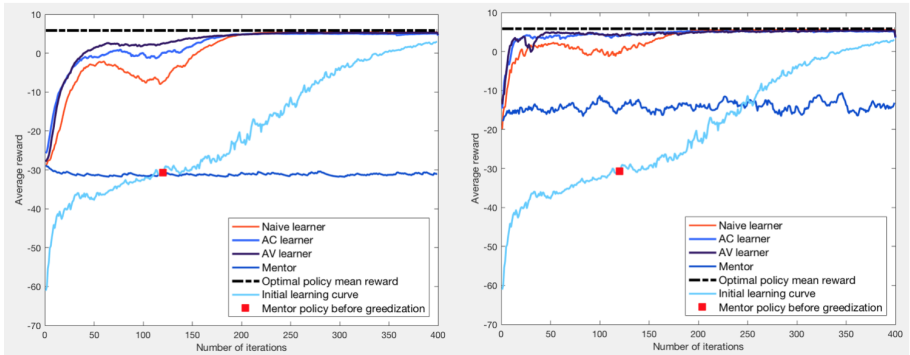 10
0
-10
-20
-30
-40
-50
-60
-70
Average reward
0
50
100
150
200
250
300
350
400
Number of iterations
Naive learner
AC learner
AV learner
Mentor
Optimal policy mean reward
Initial learning curve
Mentor policy before greedization
10
0
-10
-20
-30
-40
-50
-60
-70
Average reward
0
50
100
150
200
250
300
350
400
Number of iterations
Naive learner
AC learner
AV learner
Mentor
Optimal policy mean reward
Initial learning curve
Mentor policy before greedization